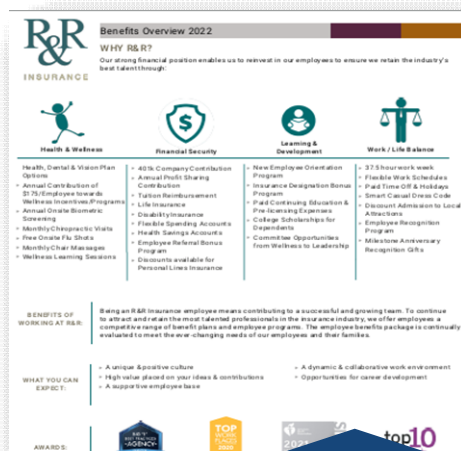 R&R
INSURANCE
Benefits Overview 2022
WHY R&R?
Our strong financial position enables us to reinvest in our employees to ensure we retain the industry's
best talent through:
Health & Wellness
Health, Dental & Vision Plan
Options
Annual Contribution of
$175/Employee towards
Wellness Incentives/Programs
Annual Onsite Biometric
Screening
Monthly Chiropractic Visits
Free Onsite Flu Shots
Monthly Chair Massages
Wellness Learning Sessions
Financial Security
401k Company Contribution
Annual Profit Sharing
Contribution
Tuition Reimbursement
Life Insurance
Disability Insurance
Flexible Spending Accounts
Health Savings Accounts
Employee Referral Bonus
Program
Discounts available for
Personal Lines Insurance
Learning &
Development
New Employee Orientation
Program
Insurance Designation Bonus
Program
Paid Continuing Education &
Pre-licensing Expenses
College Scholarships for
Dependents
Committee Opportunities
from Wellness to Leadership
Work / Life Balance
37.5 hour work week
Flexible Work Schedules
Paid Time Off & Holidays
Smart Casual Dress Code
Discount Admission to Local
Attractions
Employee Recognition
Program
Milestone Anniversary
Recognition Gifts
BENEFITS OF
WORKING AT R&R:
Being an R&R Insurance employee means contributing to a successful and growing team. To continue
to attract and retain the most talented professionals in the insurance industry, we offer employees a
competitive range of benefit plans and employee programs. The employee benefits package is continually
evaluated to meet the ever-changing needs of our employees and their families.
WHAT YOU CAN
EXPECT:
A unique & positive culture
High value placed on your ideas & contributions
A supportive employee base
A dynamic & collaborative work environment
Opportunities for career development
AWARDS:
BEST PRACTICES
AGENCY
TOP
WORK
PLACES
2020
2021
top10